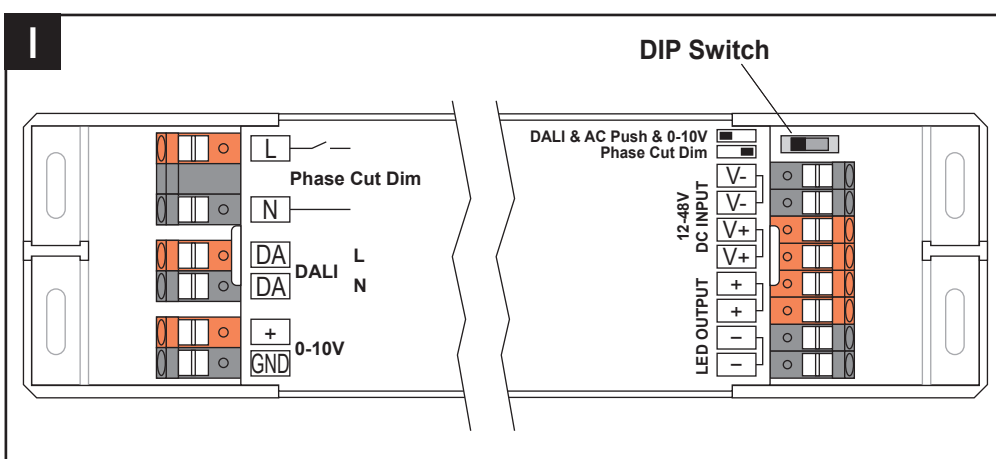 I
DIP Switch
L
Phase Cut Dim
N
DA
DALI
L
DA
N
+
0-10V
GND
DALI & AC Push & 0-10V
Phase Cut Dim
12-48V
DC INPUT
V-
V-
V+
V+
LED OUTPUT
+
+
−
−